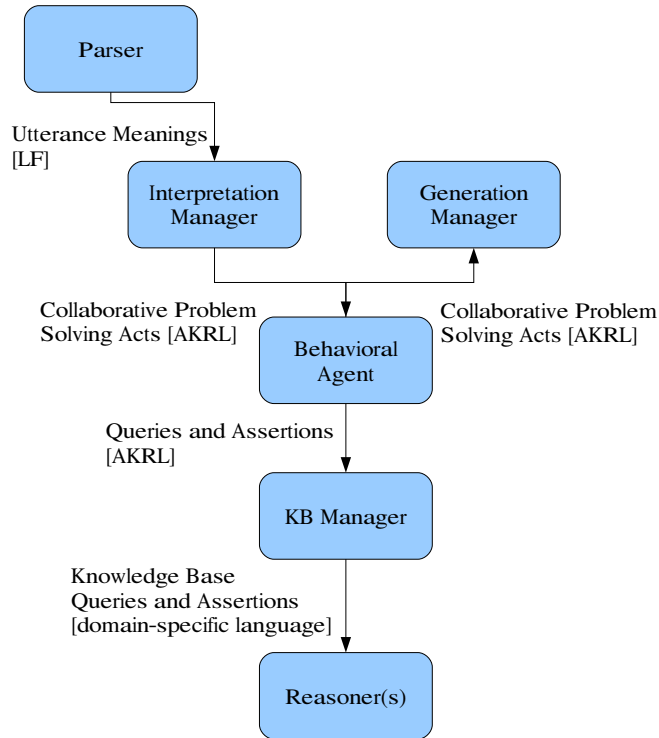 Parser
Utterance Meanings
[LF]
Interpretation
Manager
Generation
Manager
Collaborative Problem
Solving Acts [AKRL]
Collaborative Problem
Solving Acts [AKRL]
Behavioral
Agent
Queries and Assertions
[AKRL]
KB Manager
Knowledge Base
Queries and Assertions
[domain-specific language]
Reasoner(s)